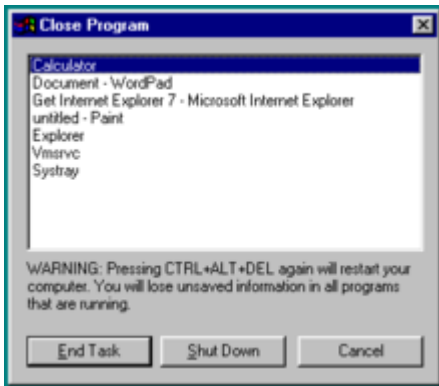 Close Program
Calculator
Document - WordPad
Get Internet Explorer 7 - Microsoft Internet Explorer
untitled - Paint
Explorer
Vmsrvc
Systray
WARNING: Pressing CTRL+ALT+DEL again will restart your
computer. You will lose unsaved information in all programs
that are running.
End Task
Shut Down
Cancel